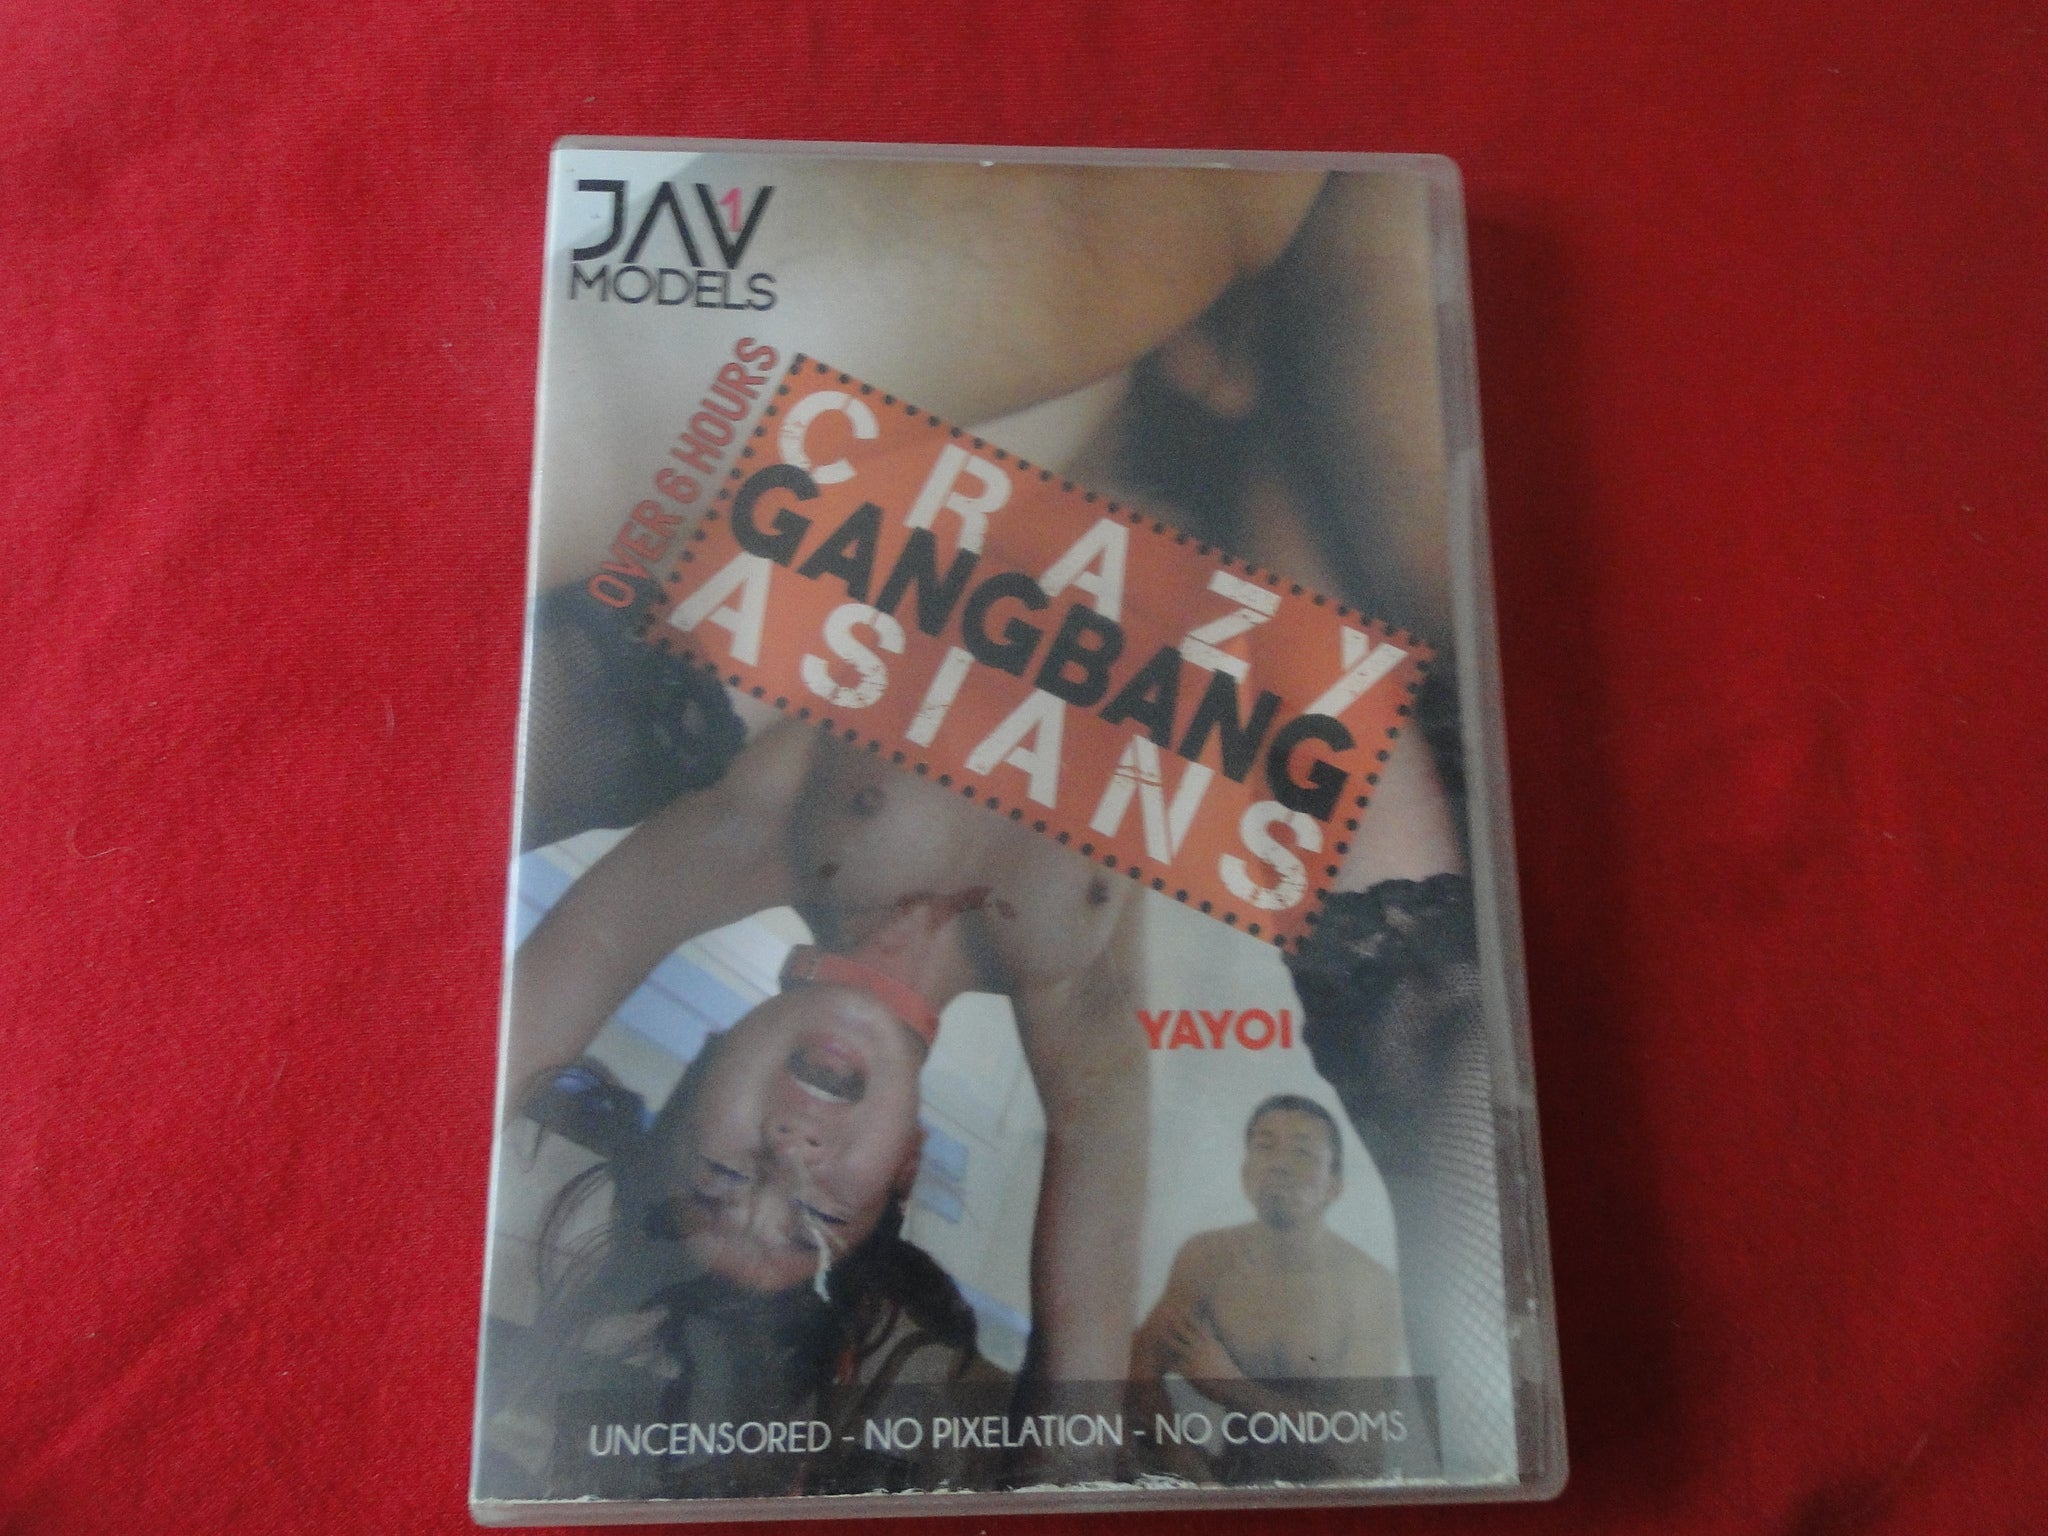 JAV1
MODELS
OVER 6 HOURS
CRAZY
GANGBANG
ASIANS
YAYOI
UNCENSORED - NO PIXELATION - NO CONDOMS